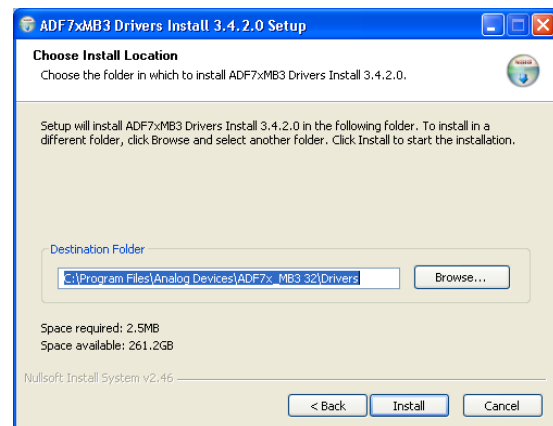 ADF7xMB3 Drivers Install 3.4.2.0 Setup
Choose Install Location
Choose the folder in which to install ADF7xMB3 Drivers Install 3.4.2.0.
Setup will install ADF7xMB3 Drivers Install 3.4.2.0 in the following folder. To install in a
different folder, click Browse and select another folder. Click Install to start the installation.
Destination Folder
C:\Program Files\Analog Devices\ADF7x_MB3 32\Drivers
Browse...
Space required: 2.5MB
Space available: 261.2GB
Nullsoft Install System v2.46
< Back
Install
Cancel